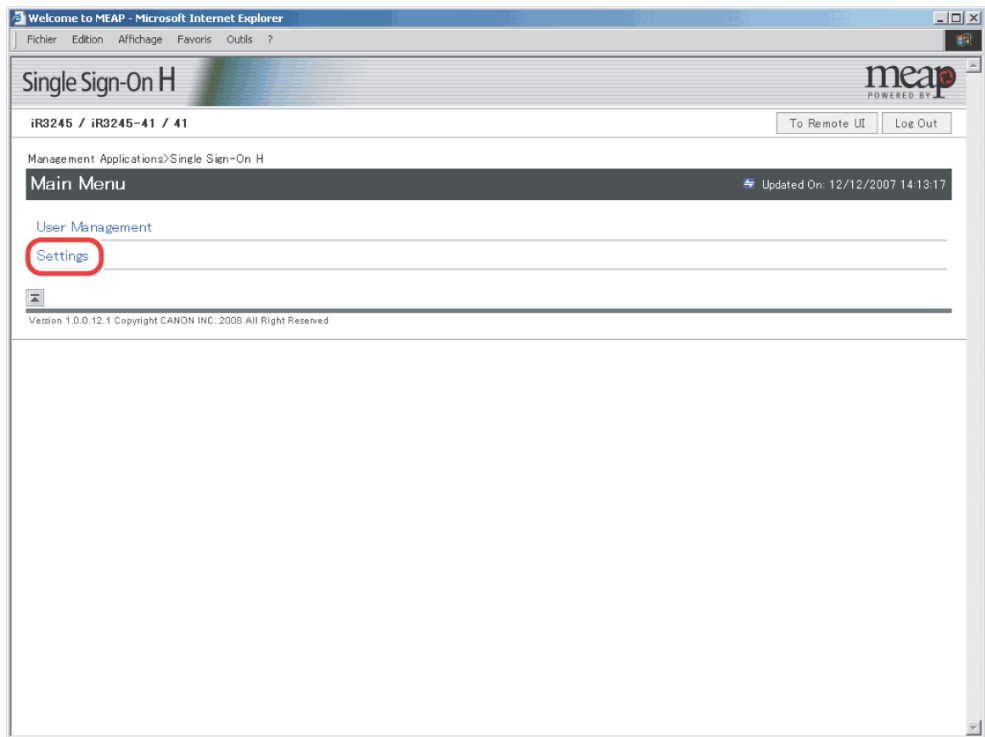 Welcome to MEAP - Microsoft Internet Explorer
Fichier Edition Affichage Favoris Outils ?
Single Sign-On H
meap
POWERED BY
iR3245 / iR3245-41 / 41
To Remote UI Log Out
Management Applications>Single Sign-On H
Main Menu
Updated On: 12/12/2007 14:13:17
User Management
Settings
Version 1.0.0.12.1 Copyright CANON INC. 2008 All Right Reserved